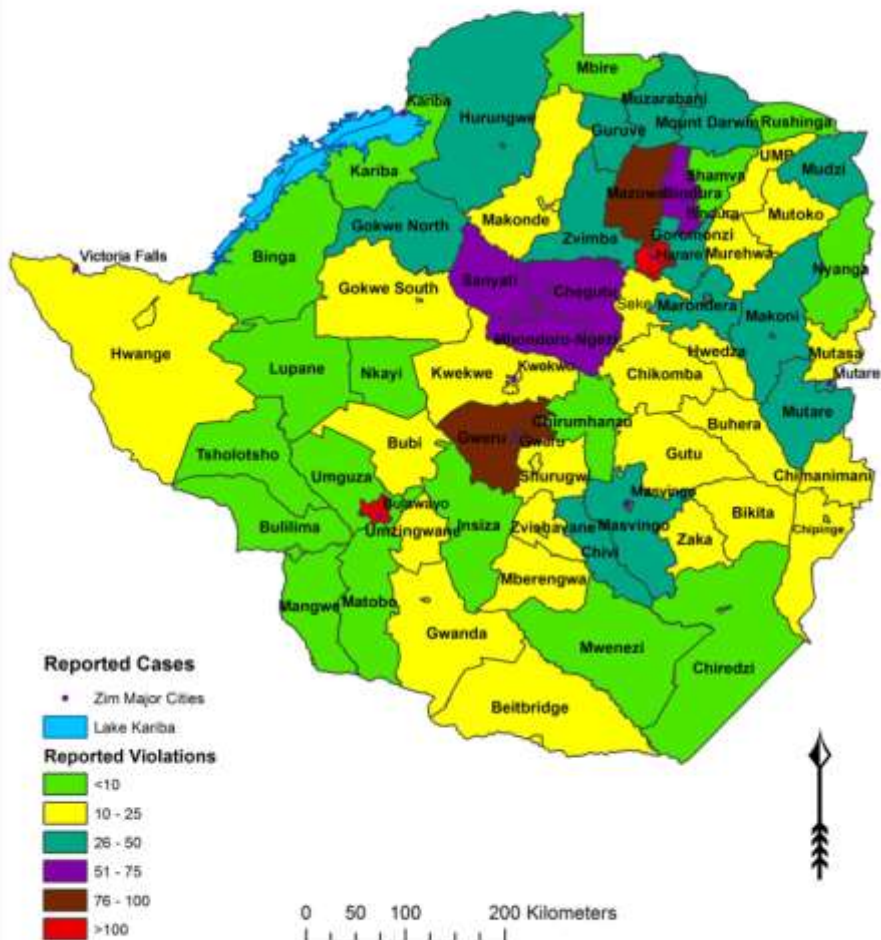 Mbire
Kariba
Muzarabani
Hurungwe
Guruve
Mount Darwin
Rushinga
UMP
Shamva
Mudzi
Kariba
Mazowe
Bindura
Bindura
Makonde
Mutoko
Gokwe North
Zvimba
Goromonzi
Harare
Murehwa
Victoria Falls
Binga
Nyanga
Sanyati
Gokwe South
Chegutu
Seke
Marondera
Makoni
Mhondoro-Ngezi
Hwange
Hwedza
Mutasa
Lupane
Nkayi
Kwekwe
Kwekwe
Chikomba
Mutare
Mutare
Chirumhanzu
Buhera
Bubi
Gweru
Gweru
Tsholotsho
Gutu
Umguza
Shurugwi
Chimanimani
Masvingo
Bulawayo
Bikita
Bulilima
Umzingwane
Insiza
Zvishavane
Masvingo
Zaka
Chipinge
Chivi
Mberengwa
Mangwe
Matobo
Gwanda
Mwenezi
Chiredzi
Beitbridge
Reported Cases
Zim Major Cities
Lake Kariba
Reported Violations
<10
10 - 25
26 - 50
51 - 75
76 - 100
>100
0 50 100 200 Kilometers